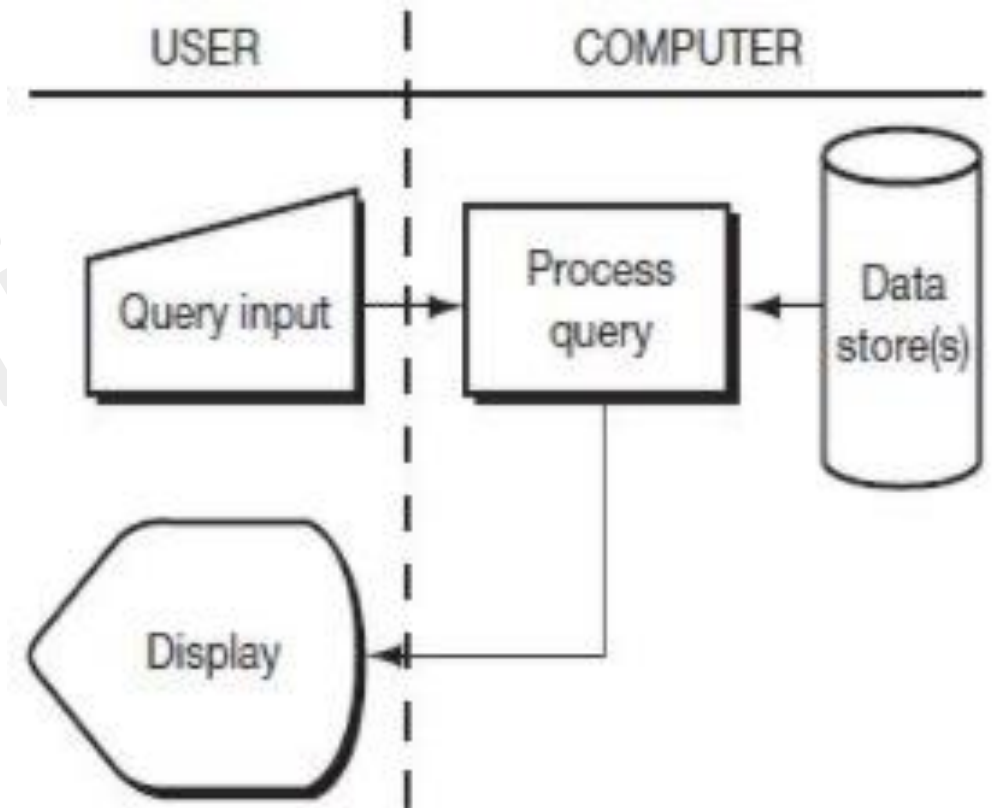 USER
COMPUTER
Query input
Process
query
Data
store(s)
Display